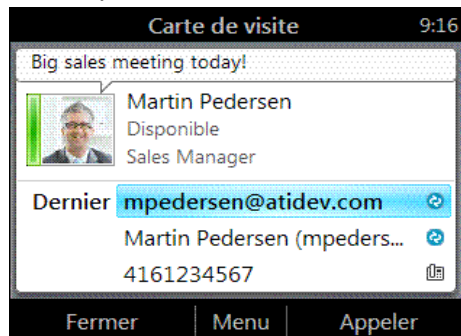 Carte de visite 9:16
Big sales meeting today!
Martin Pedersen
Disponible
Sales Manager
Dernier mpedersen@atidev.com
Martin Pedersen (mpeders...
4161234567
Fermer Menu Appeler